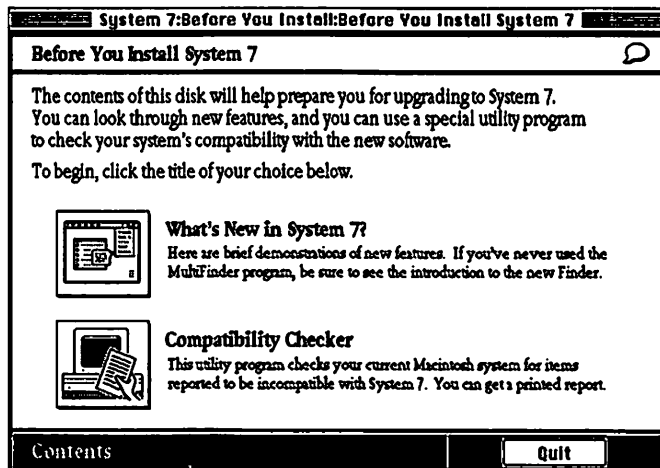 System 7:Before You Install:Before You Install System 7
Before You Install System 7
The contents of this disk will help prepare you for upgrading to System 7.
You can look through new features, and you can use a special utility program
to check your system's compatibility with the new software.
To begin, click the title of your choice below.
What's New in System 7?
Here are brief demonstrations of new features. If you've never used the
MultiFinder program, be sure to see the introduction to the new Finder.
Compatibility Checker
This utility program checks your current Macintosh system for items
reported to be incompatible with System 7. You can get a printed report.
Contents
Quit